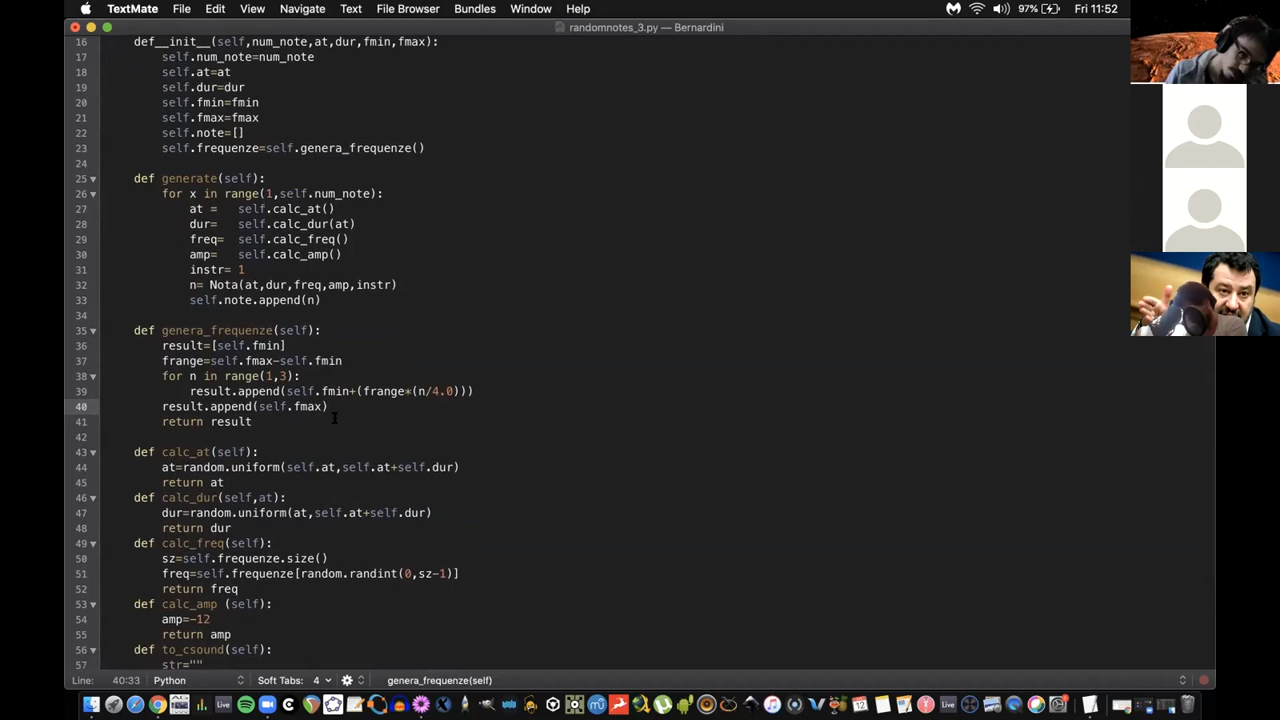 TextMate File Edit View Navigate Text File Browser Bundles Window Help 97% Fri 11:52
randomnotes_3.py — Bernardini
16 def__init__(self,num_note,at,dur,fmin,fmax):
17 self.num_note=num_note
18 self.at=at
19 self.dur=dur
20 self.fmin=fmin
21 self.fmax=fmax
22 self.note=[]
23 self.frequenze=self.genera_frequenze()
24
25 def generate(self):
26 for x in range(1,self.num_note):
27 at = self.calc_at()
28 dur= self.calc_dur(at)
29 freq= self.calc_freq()
30 amp= self.calc_amp()
31 instr= 1
32 n= Nota(at,dur,freq,amp,instr)
33 self.note.append(n)
34
35 def genera_frequenze(self):
36 result=[self.fmin]
37 frange=self.fmax-self.fmin
38 for n in range(1,3):
39 result.append(self.fmin+(frange*(n/4.0)))
40 result.append(self.fmax)
41 return result
42
43 def calc_at(self):
44 at=random.uniform(self.at,self.at+self.dur)
45 return at
46 def calc_dur(self,at):
47 dur=random.uniform(at,self.at+self.dur)
48 return dur
49 def calc_freq(self):
50 sz=self.frequenze.size()
51 freq=self.frequenze[random.randint(0,sz-1)]
52 return freq
53 def calc_amp (self):
54 amp=-12
55 return amp
56 def to_csound(self):
57 str=""
Line: 40:33 Python Soft Tabs: 4 genera_frequenze(self)
Live 12 Live